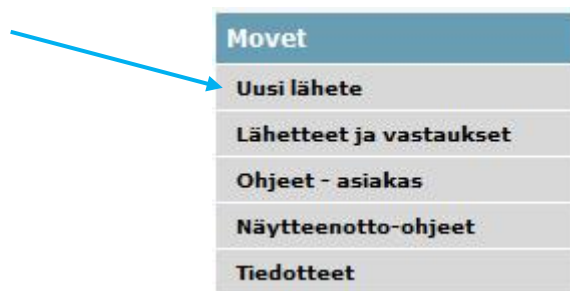 Movet
Uusi lähete
Lähetteet ja vastaukset
Ohjeet - asiakas
Näytteenotto-ohjeet
Tiedotteet